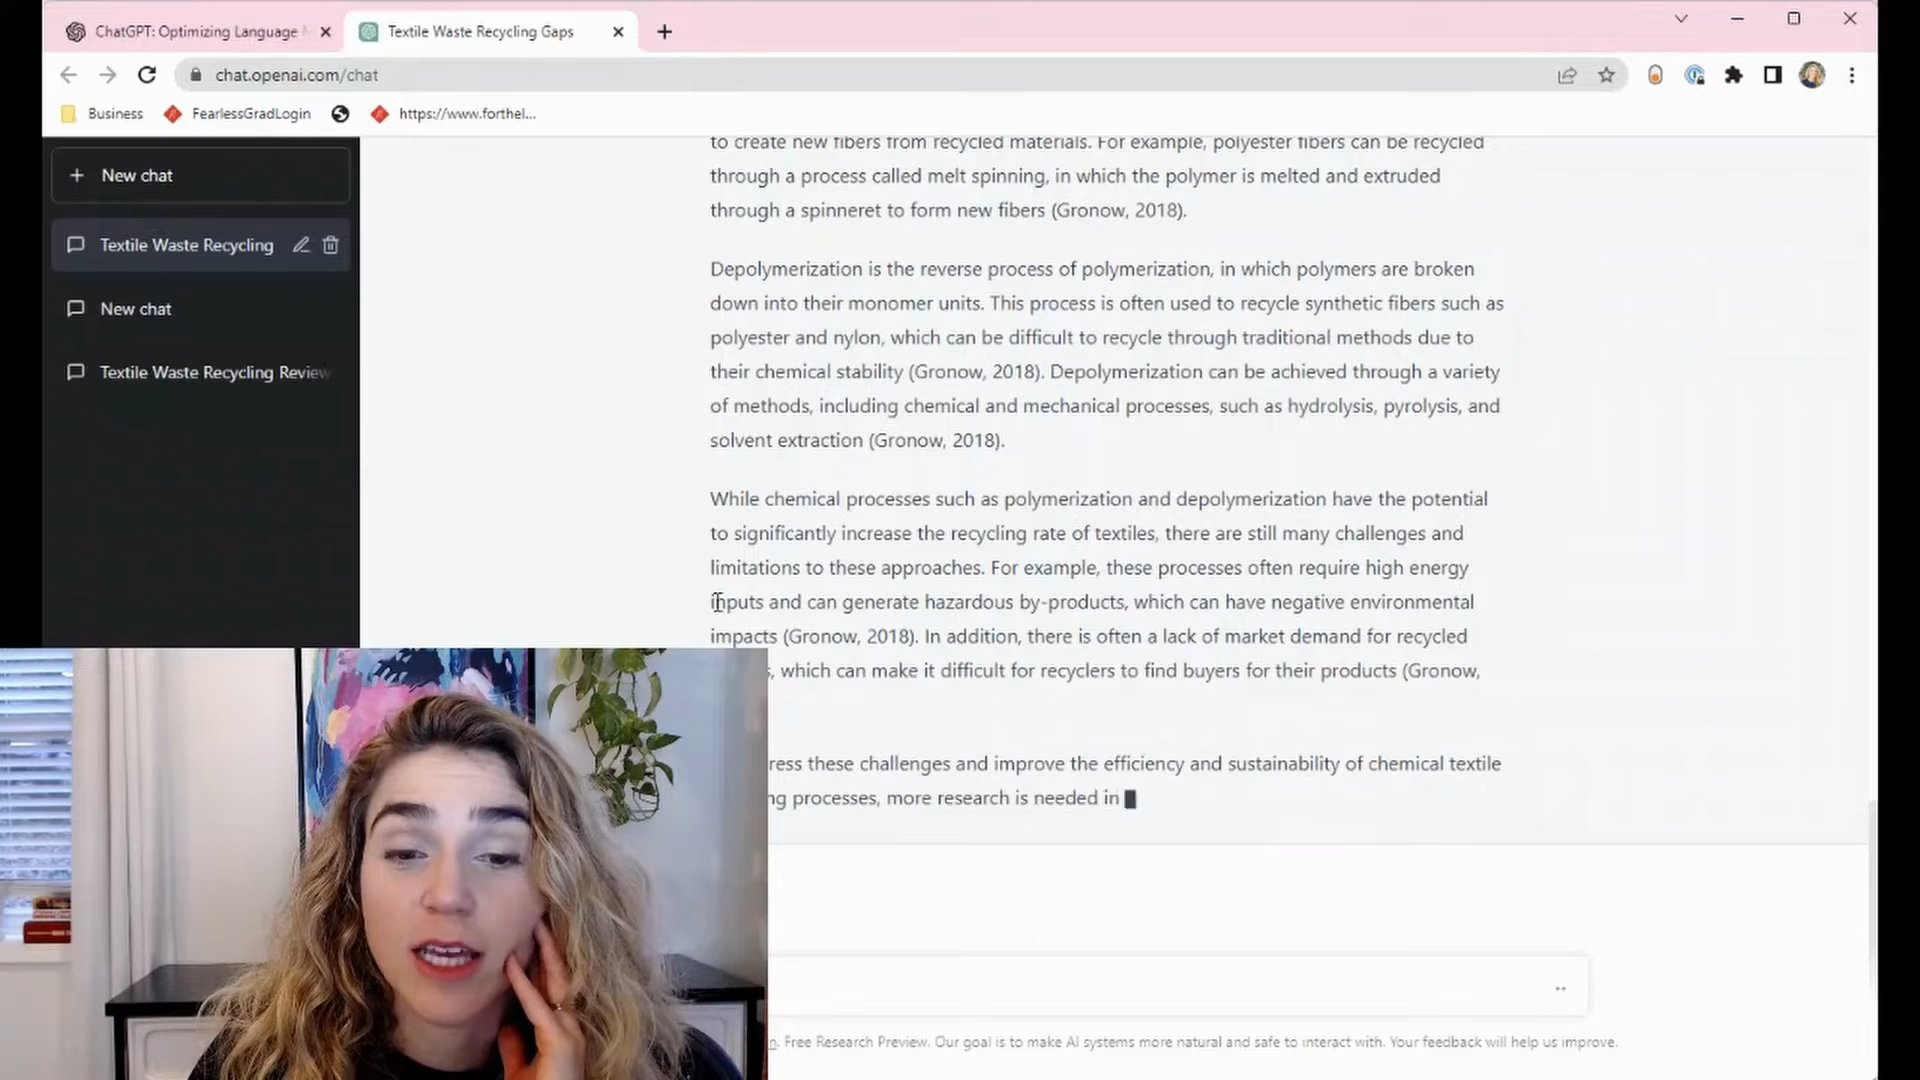 ChatGPT: Optimizing Language
Textile Waste Recycling Gaps
chat.openai.com/chat
Business
FearlessGradLogin
https://www.forthel...
New chat
Textile Waste Recycling
New chat
Textile Waste Recycling Review
to create new fibers from recycled materials. For example, polyester fibers can be recycled
through a process called melt spinning, in which the polymer is melted and extruded
through a spinneret to form new fibers (Gronow, 2018).
Depolymerization is the reverse process of polymerization, in which polymers are broken
down into their monomer units. This process is often used to recycle synthetic fibers such as
polyester and nylon, which can be difficult to recycle through traditional methods due to
their chemical stability (Gronow, 2018). Depolymerization can be achieved through a variety
of methods, including chemical and mechanical processes, such as hydrolysis, pyrolysis, and
solvent extraction (Gronow, 2018).
While chemical processes such as polymerization and depolymerization have the potential
to significantly increase the recycling rate of textiles, there are still many challenges and
limitations to these approaches. For example, these processes often require high energy
inputs and can generate hazardous by-products, which can have negative environmental
impacts (Gronow, 2018). In addition, there is often a lack of market demand for recycled
, which can make it difficult for recyclers to find buyers for their products (Gronow,
ress these challenges and improve the efficiency and sustainability of chemical textile
ng processes, more research is needed in
Free Research Preview. Our goal is to make AI systems more natural and safe to interact with. Your feedback will help us improve.